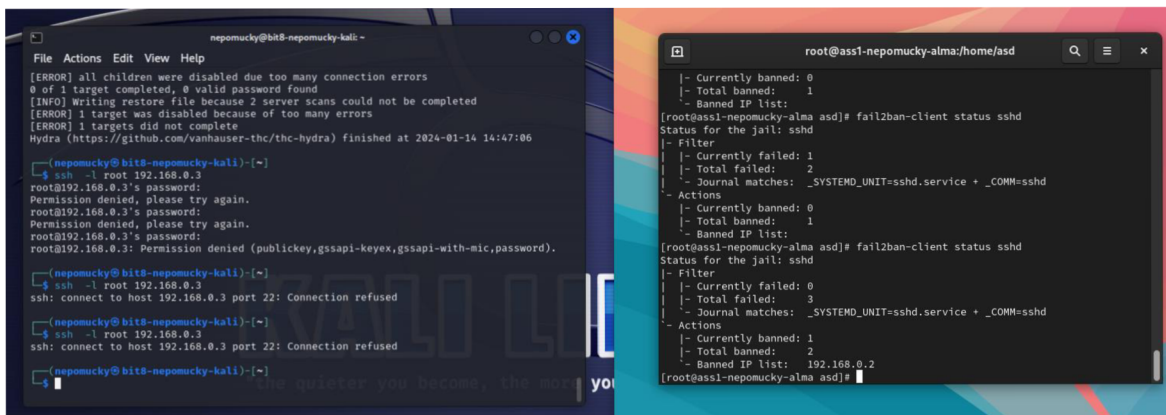 nepomucky@bit8-nepomucky-kali: ~
File Actions Edit View Help
[ERROR] all children were disabled due too many connection errors
0 of 1 target completed, 0 valid password found
[INFO] Writing restore file because 2 server scans could not be completed
[ERROR] 1 target was disabled because of too many errors
[ERROR] 1 targets did not complete
Hydra (https://github.com/vanhauser-thc/thc-hydra) finished at 2024-01-14 14:47:06
┌──(nepomucky㉿bit8-nepomucky-kali)-[~]
└─$ ssh -l root 192.168.0.3
root@192.168.0.3's password:
Permission denied, please try again.
root@192.168.0.3's password:
Permission denied, please try again.
root@192.168.0.3's password:
root@192.168.0.3: Permission denied (publickey,gssapi-keyex,gssapi-with-mic,password).
┌──(nepomucky㉿bit8-nepomucky-kali)-[~]
└─$ ssh -l root 192.168.0.3
ssh: connect to host 192.168.0.3 port 22: Connection refused
┌──(nepomucky㉿bit8-nepomucky-kali)-[~]
└─$ ssh -l root 192.168.0.3
ssh: connect to host 192.168.0.3 port 22: Connection refused
┌──(nepomucky㉿bit8-nepomucky-kali)-[~]
└─$
KALI LI
"the quieter you become, the more you
root@ass1-nepomucky-alma:/home/asd
|- Currently banned: 0
|- Total banned: 1
`- Banned IP list:
[root@ass1-nepomucky-alma asd]# fail2ban-client status sshd
Status for the jail: sshd
|- Filter
| |- Currently failed: 1
| |- Total failed: 2
| `- Journal matches: _SYSTEMD_UNIT=sshd.service + _COMM=sshd
`- Actions
|- Currently banned: 0
|- Total banned: 1
`- Banned IP list:
[root@ass1-nepomucky-alma asd]# fail2ban-client status sshd
Status for the jail: sshd
|- Filter
| |- Currently failed: 0
| |- Total failed: 3
| `- Journal matches: _SYSTEMD_UNIT=sshd.service + _COMM=sshd
`- Actions
|- Currently banned: 1
|- Total banned: 2
`- Banned IP list: 192.168.0.2
[root@ass1-nepomucky-alma asd]#